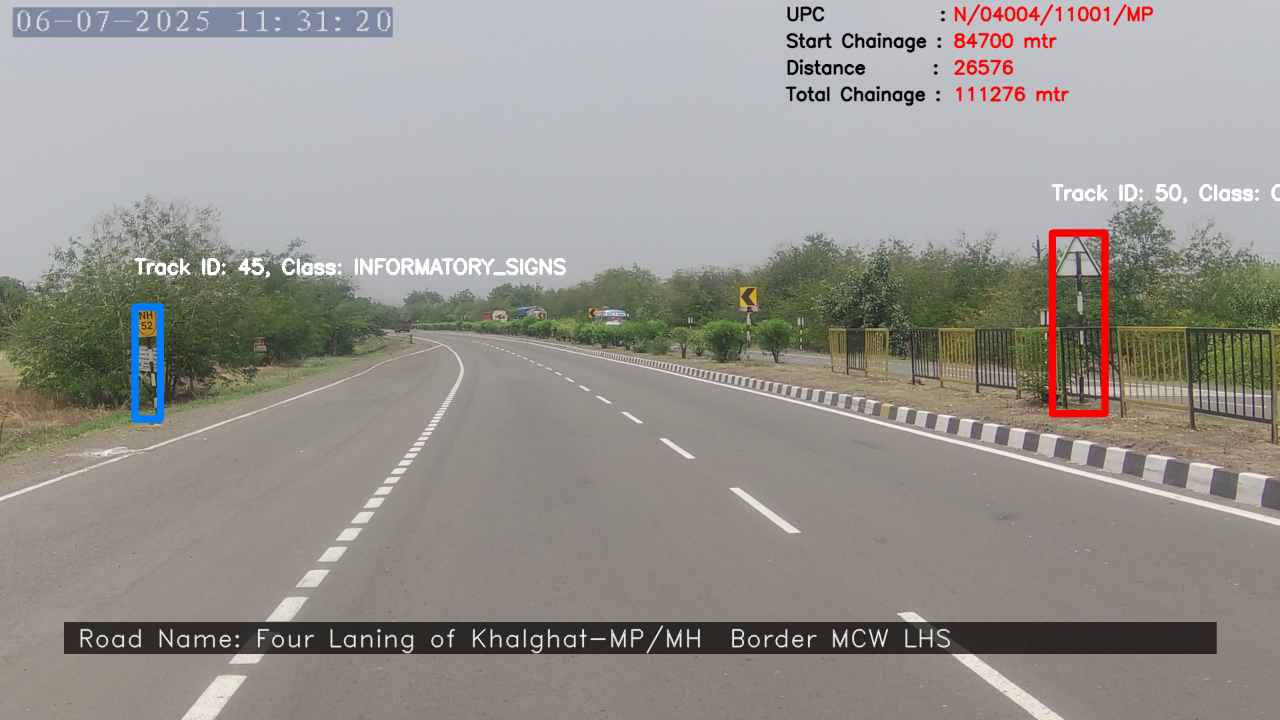 06-07-2025 11:31:20
UPC : N/04004/11001/MP
Start Chainage : 84700 mtr
Distance : 26576
Total Chainage : 111276 mtr
Track ID: 50, Class: C
Track ID: 45, Class: INFORMATORY_SIGNS
NH
52
Road Name: Four Laning of Khalghat-MP/MH Border MCW LHS